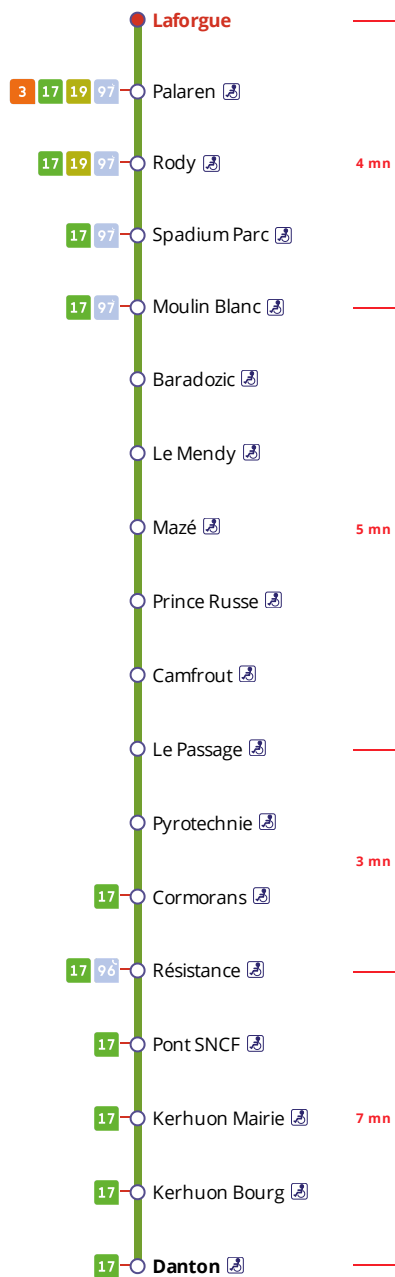 Laforgue
3 17 19 97 Palaren
17 19 97 Rody 4 mn
17 97 Spadium Parc
17 97 Moulin Blanc
Baradozic
Le Mendy
Mazé 5 mn
Prince Russe
Camfrout
Le Passage
Pyrotechnie
3 mn
17 Cormorans
17 96 Résistance
17 Pont SNCF
17 Kerhuon Mairie 7 mn
17 Kerhuon Bourg
17 Danton